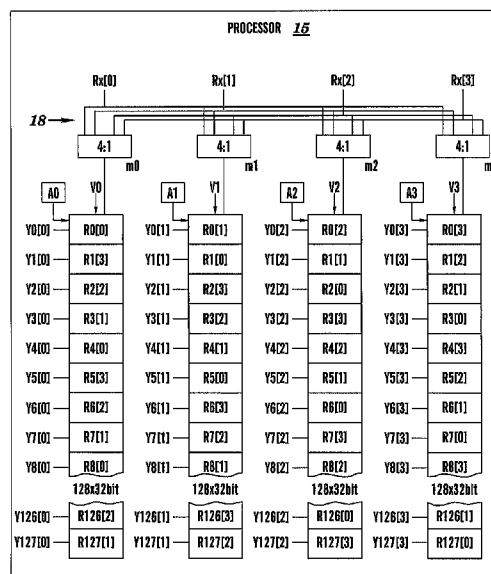 PROCESSOR 15
Rx[0] Rx[1] Rx[2] Rx[3]
18
4:1 4:1 4:1 4:1
m0 m1 m2 m
A0 V0 A1 V1 A2 V2 A3 V3
Y0[0] R0[0] Y0[1] R0[1] Y0[2] R0[2] Y0[3] R0[3]
Y1[0] R1[3] Y1[1] R1[0] Y1[2] R1[1] Y1[3] R1[2]
Y2[0] R2[2] Y2[1] R2[3] Y2[2] R2[0] Y2[3] R2[1]
Y3[0] R3[1] Y3[1] R3[2] Y3[2] R3[3] Y3[3] R3[0]
Y4[0] R4[0] Y4[1] R4[1] Y4[2] R4[2] Y4[3] R4[3]
Y5[0] R5[3] Y5[1] R5[0] Y5[2] R5[1] Y5[3] R5[2]
Y6[0] R6[2] Y6[1] R6[3] Y6[2] R6[0] Y6[3] R6[1]
Y7[0] R7[1] Y7[t] R7[2] Y7[2] R7[3] Y7[3] R7[0]
Y8[0] R8[0] Y8[t] R8[1] Y8[2] R8[2] Y8[3] R8[3]
128x32bit 128x32bit 128x32bit 128x32bit
Y126[0] R126[2] Y126[1] R126[3] Y126[2] R126[0] Y126[3] R126[1]
Y127[0] R127[1] Y127[1] R127[2] Y127[2] R127[3] Y127[3] R127[0]